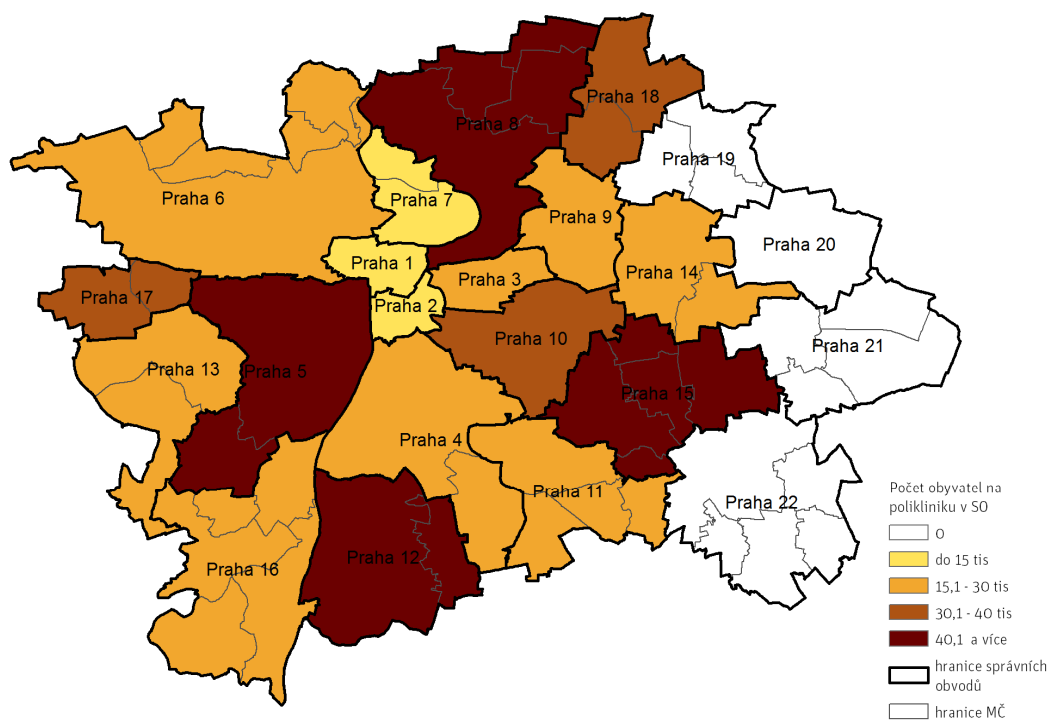 Praha 18
Praha 8
Praha 19
Praha 6
Praha 7
Praha 9
Praha 20
Praha 1
Praha 3
Praha 14
Praha 17
Praha 2
Praha 10
Praha 21
Praha 13
Praha 5
Praha 15
Praha 4
Praha 11
Praha 22
Praha 12
Praha 16
Počet obyvatel na
polikliniku v SO
0
do 15 tis
15,1 - 30 tis
30,1 - 40 tis
40,1 a více
hranice správních
obvodů
hranice MČ